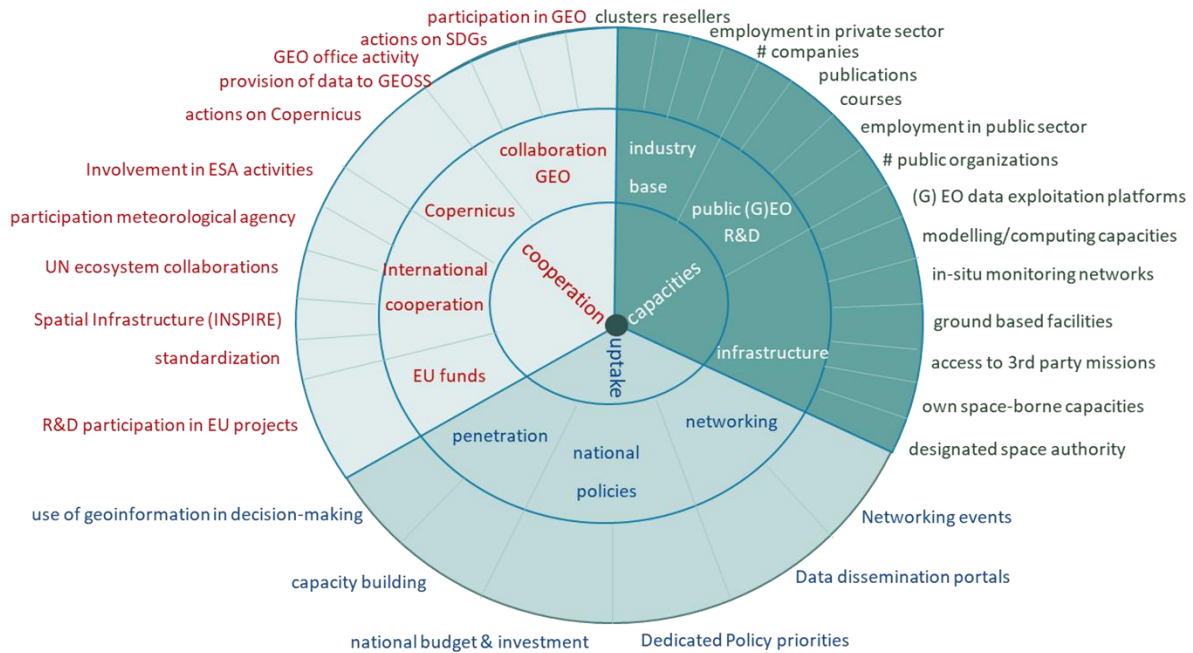 participation in GEO
clusters resellers
actions on SDGs
employment in private sector
GEO office activity
# companies
provision of data to GEOSS
publications
actions on Copernicus
courses
employment in public sector
Involvement in ESA activities
# public organizations
participation meteorological agency
(G) EO data exploitation platforms
modelling/computing capacities
UN ecosystem collaborations
in-situ monitoring networks
Spatial Infrastructure (INSPIRE)
ground based facilities
standardization
access to 3rd party missions
R&D participation in EU projects
own space-borne capacities
designated space authority
use of geoinformation in decision-making
Networking events
capacity building
Data dissemination portals
national budget & investment
Dedicated Policy priorities
collaboration
GEO
industry
base
Copernicus
public (G)EO
R&D
International
cooperation
infrastructure
EU funds
penetration
national
policies
networking
cooperation
capacities
uptake